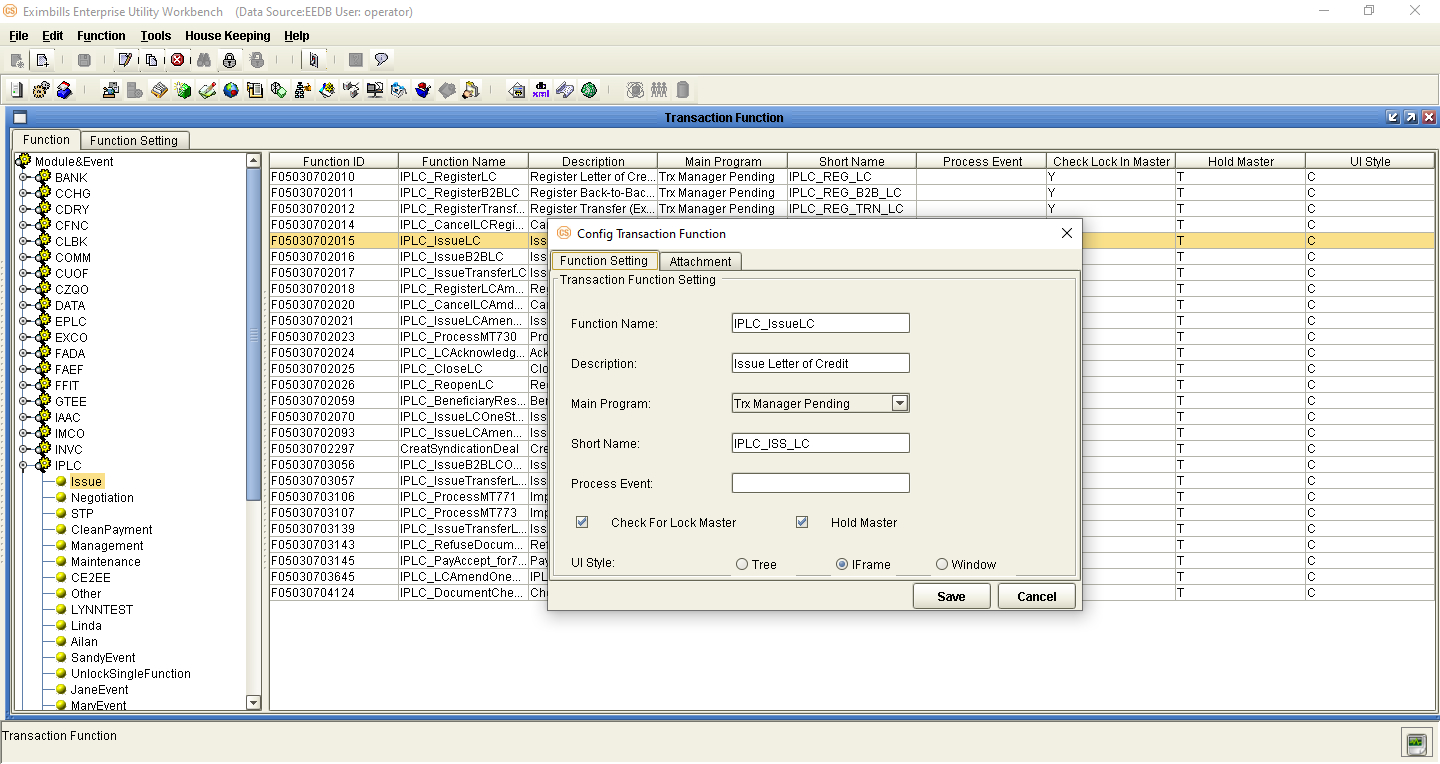 Eximbills Enterprise Utility Workbench (Data Source:EEDB User: operator)
File Edit Function Tools House Keeping Help
Transaction Function
Function Function Setting
Module&Event
BANK
CCHG
CDRY
CFNC
CLBK
COMM
CUOF
CZQO
DATA
EPLC
EXCO
FADA
FAEF
FFIT
GTEE
IAAC
IMCO
INVC
IPLC
Issue
Negotiation
STP
CleanPayment
Management
Maintenance
CE2EE
Other
LYNNTEST
Linda
Ailan
SandyEvent
UnlockSingleFunction
JaneEvent
MaryEvent
Function ID Function Name Description Main Program Short Name Process Event Check Lock In Master Hold Master UI Style
F05030702010 IPLC_RegisterLC Register Letter of Cre... Trx Manager Pending IPLC_REG_LC Y T C
F05030702011 IPLC_RegisterB2BLC Register Back-to-Bac... Trx Manager Pending IPLC_REG_B2B_LC Y T C
F05030702012 IPLC_RegisterTransf... Register Transfer (Ex... Trx Manager Pending IPLC_REG_TRN_LC Y T C
F05030702014 IPLC_CancelLCRegi... Ca T C
F05030702015 IPLC_IssueLC Iss T C
F05030702016 IPLC_IssueB2BLC Iss T C
F05030702017 IPLC_IssueTransferLC Iss T C
F05030702018 IPLC_RegisterLCAm... Re T C
F05030702020 IPLC_CancelLCAmd... Ca T C
F05030702021 IPLC_IssueLCAmen... Iss T C
F05030702023 IPLC_ProcessMT730 Pro T C
F05030702024 IPLC_LCAcknowledg... Ack T C
F05030702025 IPLC_CloseLC Clo T C
F05030702026 IPLC_ReopenLC Re T C
F05030702059 IPLC_BeneficiaryRes... Ber T C
F05030702070 IPLC_IssueLCOneSt... Iss T C
F05030702093 IPLC_IssueLCAmen... Iss T C
F05030702297 CreatSyndicationDeal Cre T C
F05030703056 IPLC_IssueB2BLCO... Iss T C
F05030703057 IPLC_IssueTransferL... Iss T C
F05030703106 IPLC_ProcessMT771 Imp T C
F05030703107 IPLC_ProcessMT773 Imp T C
F05030703139 IPLC_IssueTransferL... Iss T C
F05030703143 IPLC_RefuseDocum... Ref T C
F05030703145 IPLC_PayAccept_for7... Pay T C
F05030703645 IPLC_LCAmendOne... IPL T C
F05030704124 IPLC_DocumentChe... Che T C
Config Transaction Function
Function Setting Attachment
Transaction Function Setting
Function Name: IPLC_IssueLC
Description: Issue Letter of Credit
Main Program: Trx Manager Pending
Short Name: IPLC_ISS_LC
Process Event:
Check For Lock Master Hold Master
UI Style: Tree IFrame Window
Save Cancel
Transaction Function